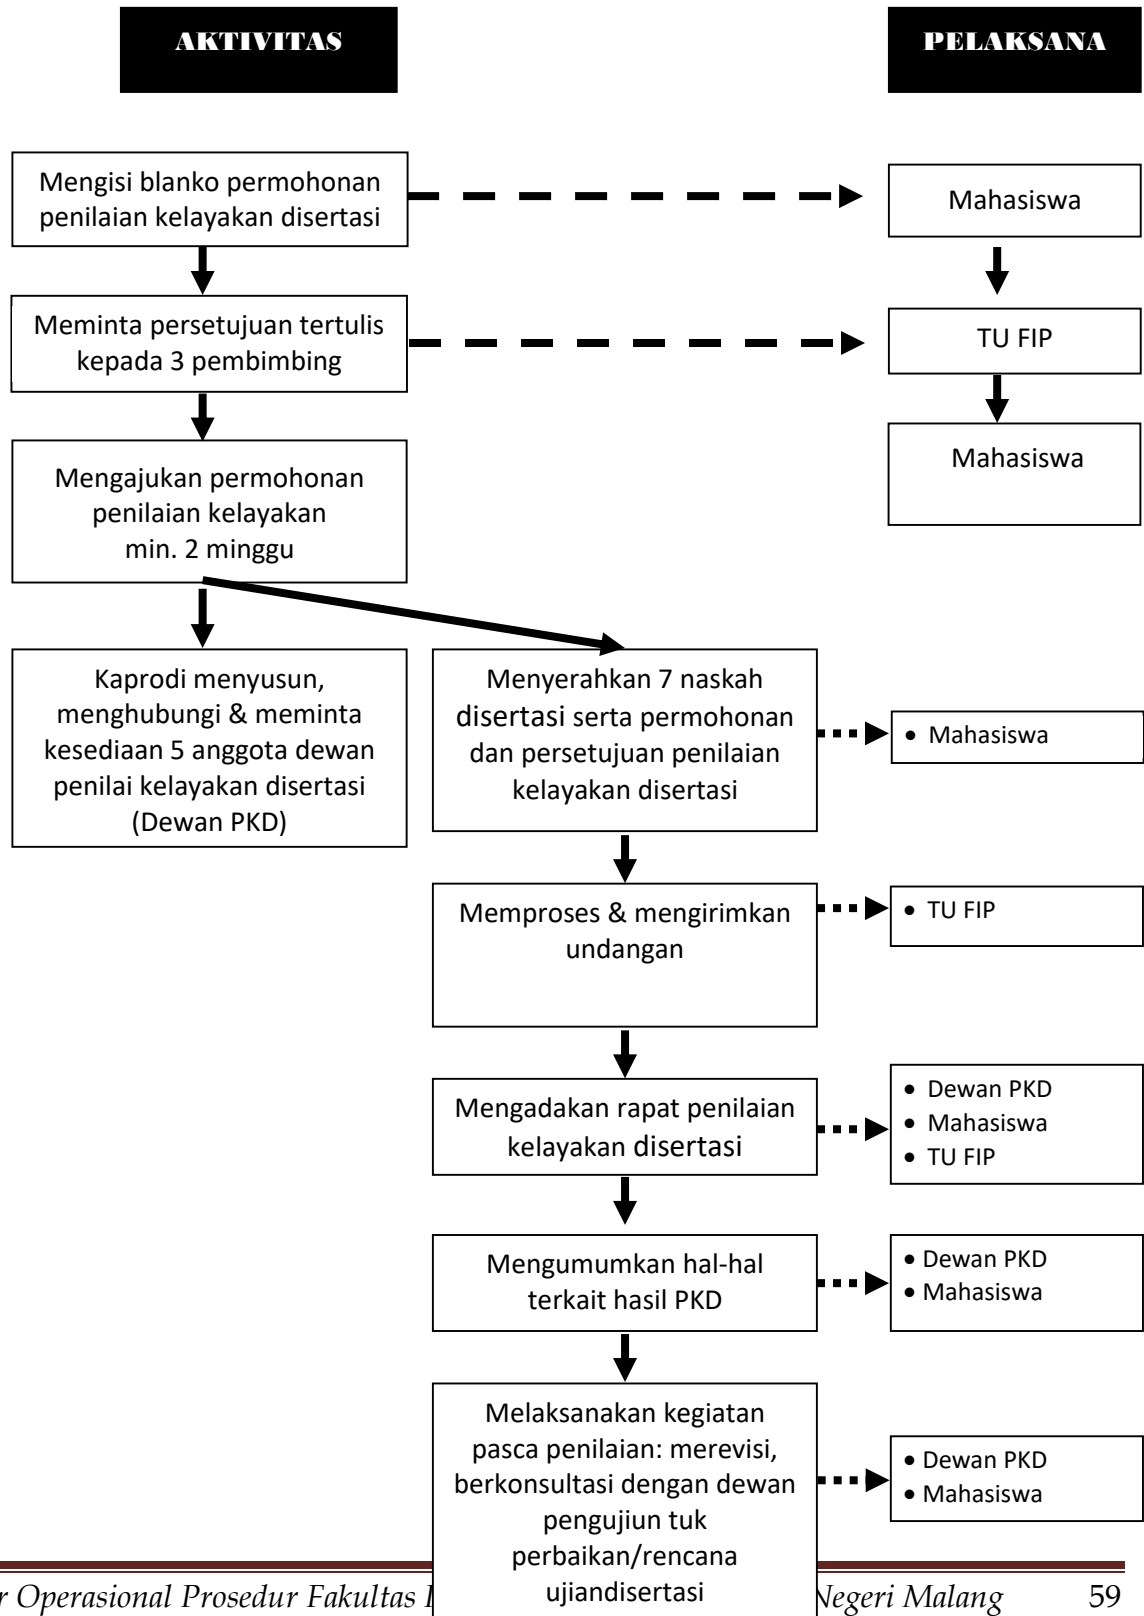 AKTIVITAS
PELAKSANA
Mengisi blanko permohonan
penilaian kelayakan disertasi
Mahasiswa
Meminta persetujuan tertulis
kepada 3 pembimbing
TU FIP
Mengajukan permohonan
penilaian kelayakan
min. 2 minggu
Mahasiswa
Kaprodi menyusun,
menghubungi & meminta
kesediaan 5 anggota dewan
penilai kelayakan disertasi
(Dewan PKD)
Menyerahkan 7 naskah
disertasi serta permohonan
dan persetujuan penilaian
kelayakan disertasi
• Mahasiswa
Memproses & mengirimkan
undangan
• TU FIP
Mengadakan rapat penilaian
kelayakan disertasi
• Dewan PKD
• Mahasiswa
• TU FIP
Mengumumkan hal-hal
terkait hasil PKD
• Dewan PKD
• Mahasiswa
Melaksanakan kegiatan
pasca penilaian: merevisi,
berkonsultasi dengan dewan
pengujiun tuk
perbaikan/rencana
ujiandisertasi
• Dewan PKD
• Mahasiswa
r Operasional Prosedur Fakultas Negeri Malang 59